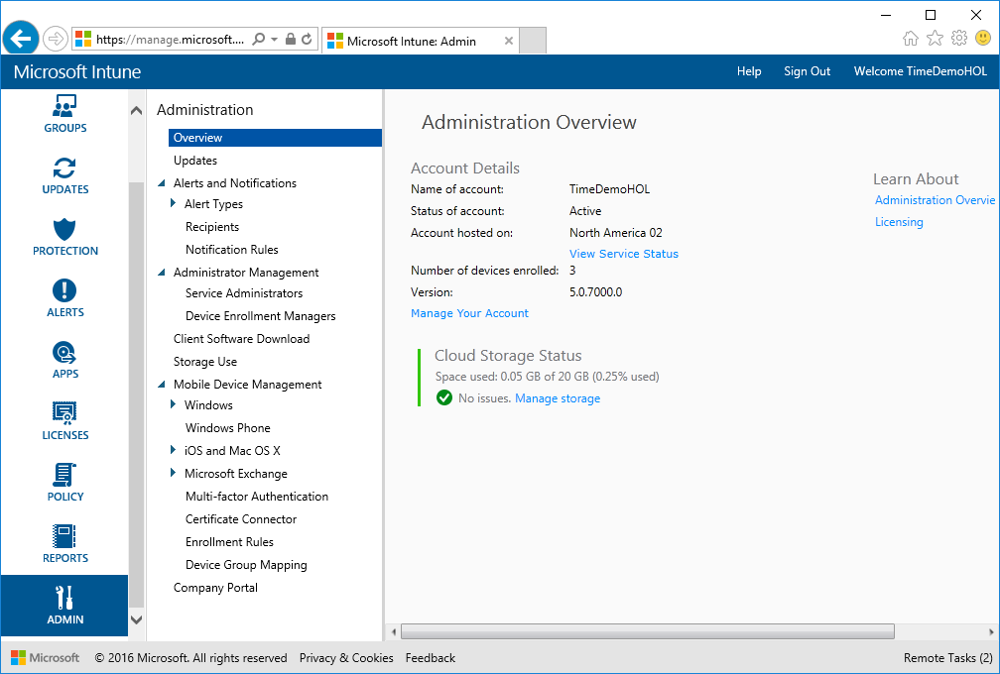 https://manage.microsoft....
Microsoft Intune: Admin
Microsoft Intune
Help
Sign Out
Welcome TimeDemoHOL
GROUPS
UPDATES
PROTECTION
ALERTS
APPS
LICENSES
POLICY
REPORTS
ADMIN
Administration
Overview
Updates
Alerts and Notifications
Alert Types
Recipients
Notification Rules
Administrator Management
Service Administrators
Device Enrollment Managers
Client Software Download
Storage Use
Mobile Device Management
Windows
Windows Phone
iOS and Mac OS X
Microsoft Exchange
Multi-factor Authentication
Certificate Connector
Enrollment Rules
Device Group Mapping
Company Portal
Administration Overview
Account Details
Name of account: TimeDemoHOL
Status of account: Active
Account hosted on: North America 02
View Service Status
Number of devices enrolled: 3
Version: 5.0.7000.0
Manage Your Account
Cloud Storage Status
Space used: 0.05 GB of 20 GB (0.25% used)
No issues. Manage storage
Learn About
Administration Overvie
Licensing
Microsoft © 2016 Microsoft. All rights reserved Privacy & Cookies Feedback
Remote Tasks (2)